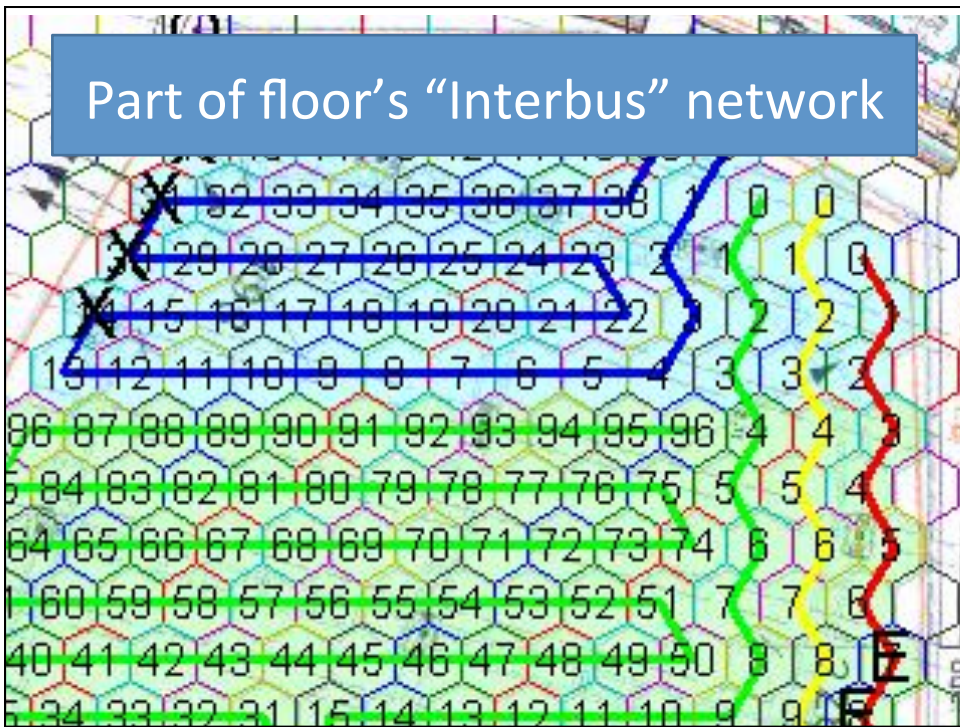 Part of floor's “Interbus” network
32 33 34 35 36 37 38 1 0 0
29 28 27 26 25 24 23 2 1 1 0
15 16 17 18 19 20 21 22 3 2 2 1
13 12 11 10 9 8 7 6 5 4 3 3 2
86 87 88 89 90 91 92 93 94 95 96 4 4 3
84 83 82 81 80 79 78 77 76 75 5 5 4
64 65 66 67 68 69 70 71 72 73 74 6 6 5
60 59 58 57 56 55 54 53 52 51 7 7 6
40 41 42 43 44 45 46 47 48 49 50 8 8 E
34 33 32 31 15 14 13 12 11 10 9 9